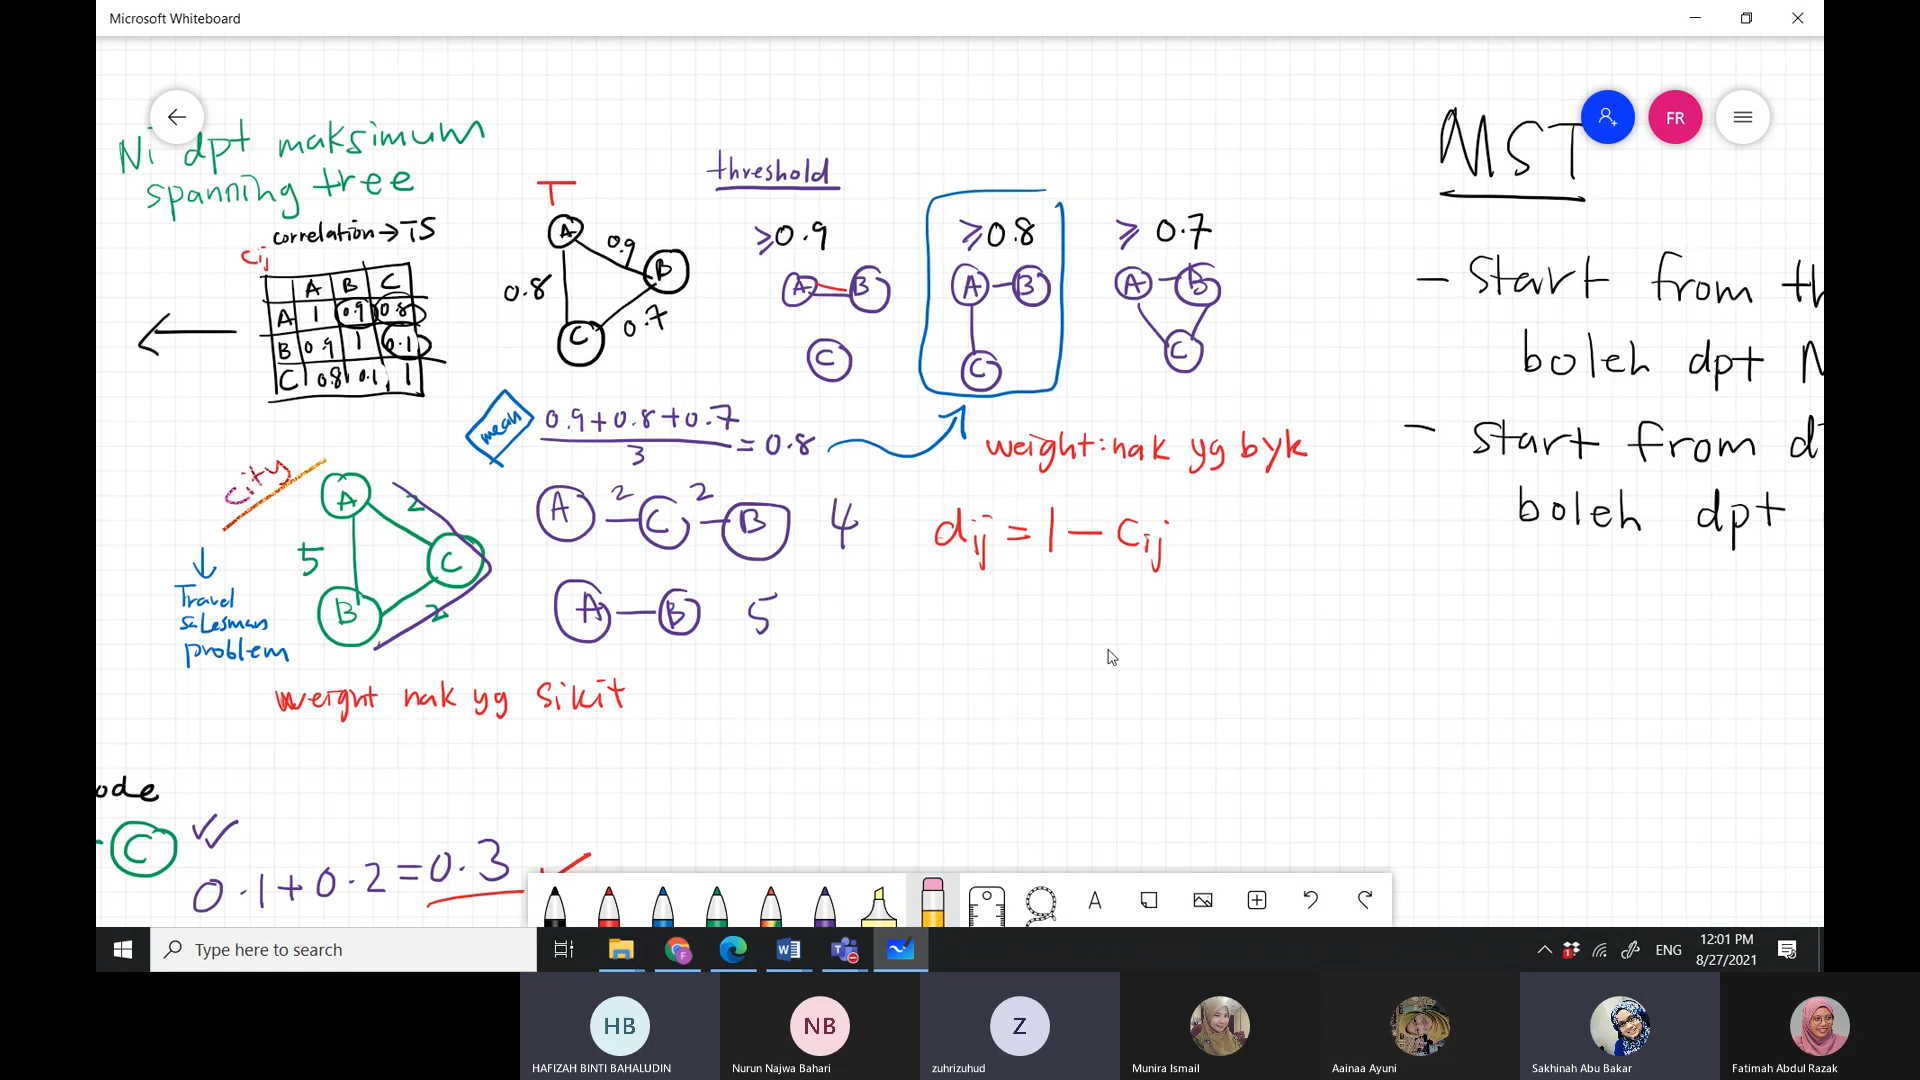 Microsoft Whiteboard
Ni dpt maksimum
spanning tree
correlation → TS
cij
A B C
A 1 0.9 0.8
B 0.9 1 0.1
C 0.8 0.1 1
T
A
0.9
B
0.8
0.7
C
threshold
≥0.9
A B
C
≥0.8
A B
C
≥ 0.7
A B
C
mean
0.9+0.8+0.7
3
= 0.8
weight: nak yg byk
city
A
2
5
C
B
2
Travel
salesman
problem
A 2 C 2 B 4
A B 5
dij = 1 - cij
weight nak yg sikit
MST
FR
- start from th
boleh dpt
- start from d
boleh dpt
ode
C
0.1+0.2=0.3
A
Type here to search
1
ENG
12:01 PM
8/27/2021
HB
HAFIZAH BINTI BAHALUDIN
NB
Nurun Najwa Bahari
Z
zuhrizuhud
Munira Ismail
Aainaa Ayuni
Sakhinah Abu Bakar
Fatimah Abdul Razak